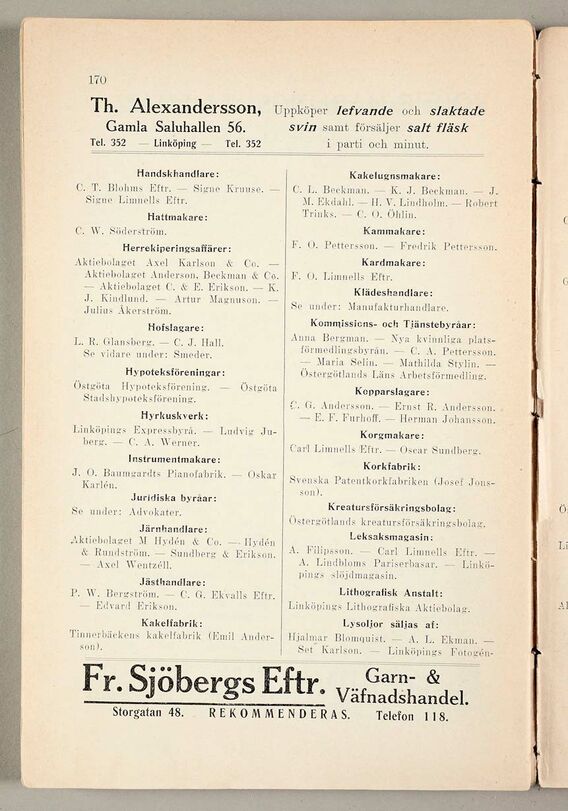 170
Th. Alexandersson,
Gamla Saluhallen 56.
Tel. 352 — Linköping — Tel. 352
Uppköper lefvande och slaktade
svin samt försäljer salt fläsk
i parti och minut.
Handskhandlare:
C. T. Blohms Eftr. — Signe Kruuse. —
Signe Limnells Eftr.
Hattmakare:
C. W. Söderström.
Herrekiperingsaffärer:
Aktiebolaget Axel Karlson & Co. —
Aktiebolaget Anderson, Beckman & Co.
— Aktiebolaget C. & E. Erikson. — K.
J. Kindlund. — Artur Magnuson. —
Julius Åkerström.
Hofslagare:
L. R. Glansberg. — C. J. Hall.
Se vidare under: Smeder.
Hypoteksföreningar:
Östgöta Hypoteksförening. — Östgöta
Stadshypoteksförening.
Hyrkuskverk:
Linköpings Expressbyrå. — Ludvig Ju-
berg. — C. A. Werner.
Instrumentmakare:
J. O. Baumgardts Pianofabrik. — Oskar
Karlén.
Juridiska byråar:
Se under: Advokater.
Järnhandlare:
Aktiebolaget M Hydén & Co. — Hydén
& Rundström. — Sundberg & Erikson.
— Axel Wentzéll.
Jästhandlare:
P. W. Bergström. — C. G. Ekvalls Eftr.
— Edvard Erikson.
Kakelfabrik:
Tinnerbäckens kakelfabrik (Emil Ander-
son).
Kakelugnsmakare:
C. L. Beckman. — K. J. Beckman. — J.
M. Ekdahl. — H. V. Lindholm. — Robert
Trinks. — C. O. Öhlin.
Kammakare:
F. O. Pettersson. — Fredrik Pettersson.
Kardmakare:
F. O. Limnells Eftr.
Klädeshandlare:
Se under: Manufakturhandlare.
Kommissions- och Tjänstebyråar:
Anna Bergman. — Nya kvinnliga plats-
förmedlingsbyrån. — C. A. Pettersson.
— Maria Selin. — Mathilda Stylin. —
Östergötlands Läns Arbetsförmedling.
Kopparslagare:
C. G. Andersson. — Ernst R. Andersson.
— E. F. Furhoff. — Herman Johansson.
Korgmakare:
Carl Limnells Eftr. — Oscar Sundberg.
Korkfabrik:
Svenska Patentkorkfabriken (Josef Jons-
son).
Kreatursförsäkringsbolag:
Östergötlands kreatursförsäkringsbolag.
Leksaksmagasin:
A. Filipsson. — Carl Limnells Eftr. —
A. Lindbloms Pariserbasar. — Linkö-
pings slöjdmagasin.
Lithografisk Anstalt:
Linköpings Lithografiska Aktiebolag.
Lysoljor säljas af:
Hjalmar Blomquist. — A. L. Ekman. —
Set Karlson. — Linköpings Fotogén-
Fr. Sjöbergs Eftr.
Garn- &
Väfnadshandel.
Storgatan 48. REKOMMENDERAS. Telefon 118.